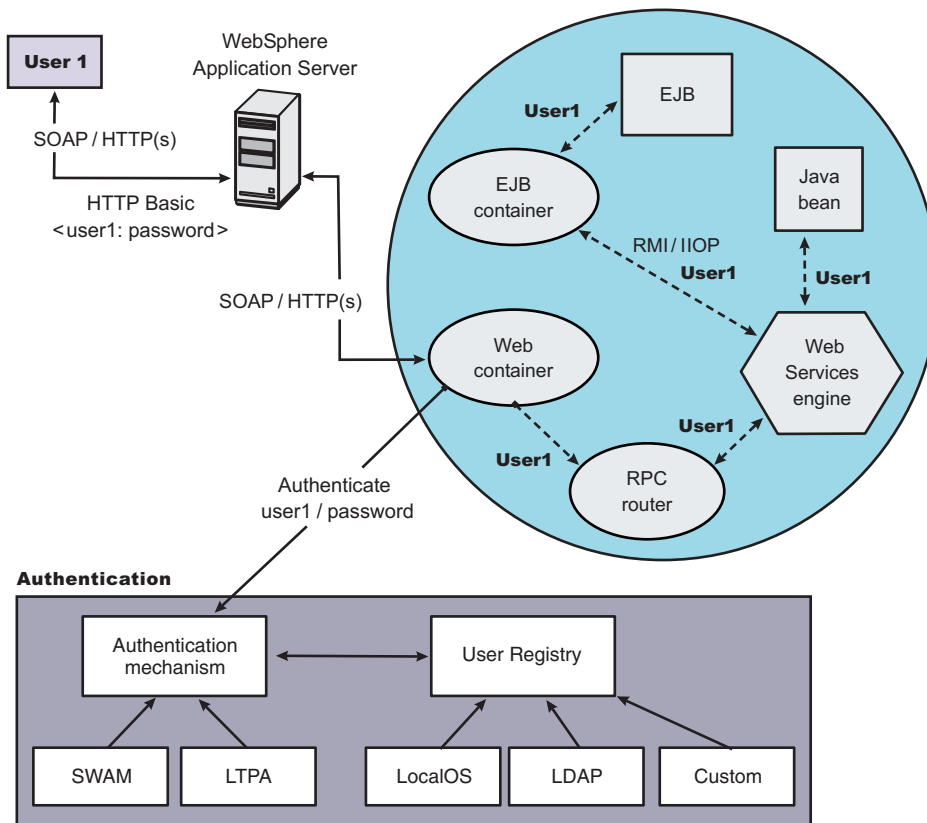 User 1
WebSphere
Application Server
SOAP / HTTP(s)
HTTP Basic
<user1: password>
SOAP / HTTP(s)
EJB
User1
EJB
container
Java
bean
RMI / IIOP
User1
User1
Web
container
Web
Services
engine
User1
User1
RPC
router
Authenticate
user1 / password
Authentication
Authentication
mechanism
User Registry
SWAM
LTPA
LocalOS
LDAP
Custom